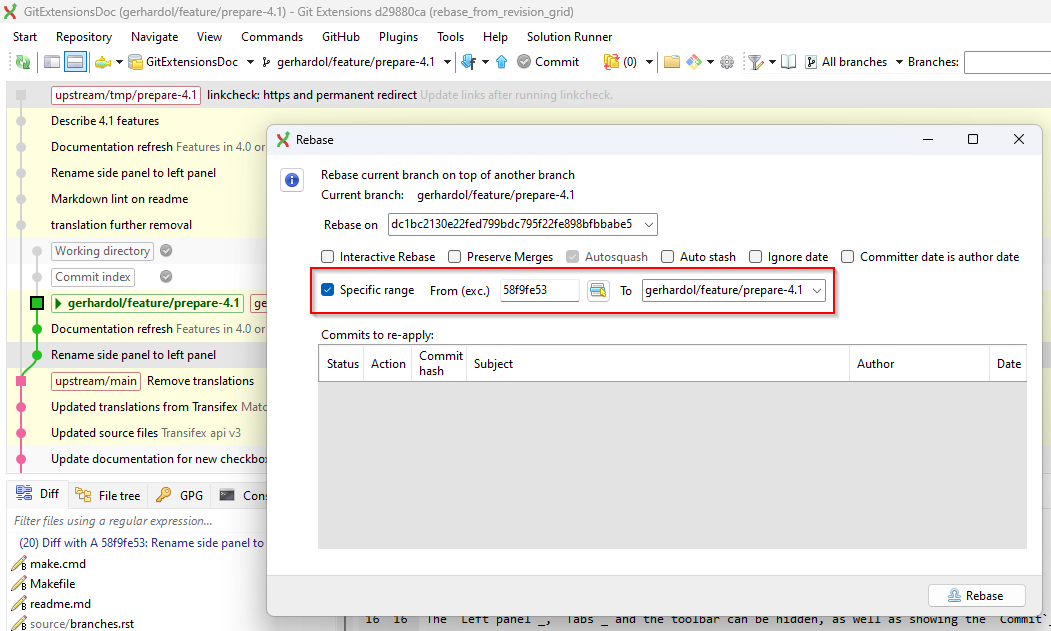 GitExtensionsDoc (gerhardol/feature/prepare-4.1) - Git Extensions d29880ca (rebase_from_revision_grid)
Start Repository Navigate View Commands GitHub Plugins Tools Help Solution Runner
GitExtensionsDoc gerhardol/feature/prepare-4.1 Commit (0) All branches Branches:
upstream/tmp/prepare-4.1 linkcheck: https and permanent redirect Update links after running linkcheck.
Describe 4.1 features
Documentation refresh Features in 4.0 or
Rename side panel to left panel
Markdown lint on readme
translation further removal
Working directory
Commit index
gerhardol/feature/prepare-4.1 ge
Documentation refresh Features in 4.0 or
Rename side panel to left panel
upstream/main Remove translations
Updated translations from Transifex Matc
Updated source files Transifex api v3
Update documentation for new checkbox
Diff File tree GPG Cons
Filter files using a regular expression...
(20) Diff with A 58f9fe53: Rename side panel to
make.cmd
Makefile
readme.md
source/branches.rst
Rebase
Rebase current branch on top of another branch
Current branch: gerhardol/feature/prepare-4.1
Rebase on dc1bc2130e22fed799bdc795f22fe898bfbbabe5
Interactive Rebase Preserve Merges Autosquash Auto stash Ignore date Committer date is author date
Specific range From (exc.) 58f9fe53 To gerhardol/feature/prepare-4.1
Commits to re-apply:
Status Action Commit hash Subject Author Date
Rebase
16 16 The `Left panel`_, `Tabs`_ and the toolbar can be hidden, as well as showing the `Commit`